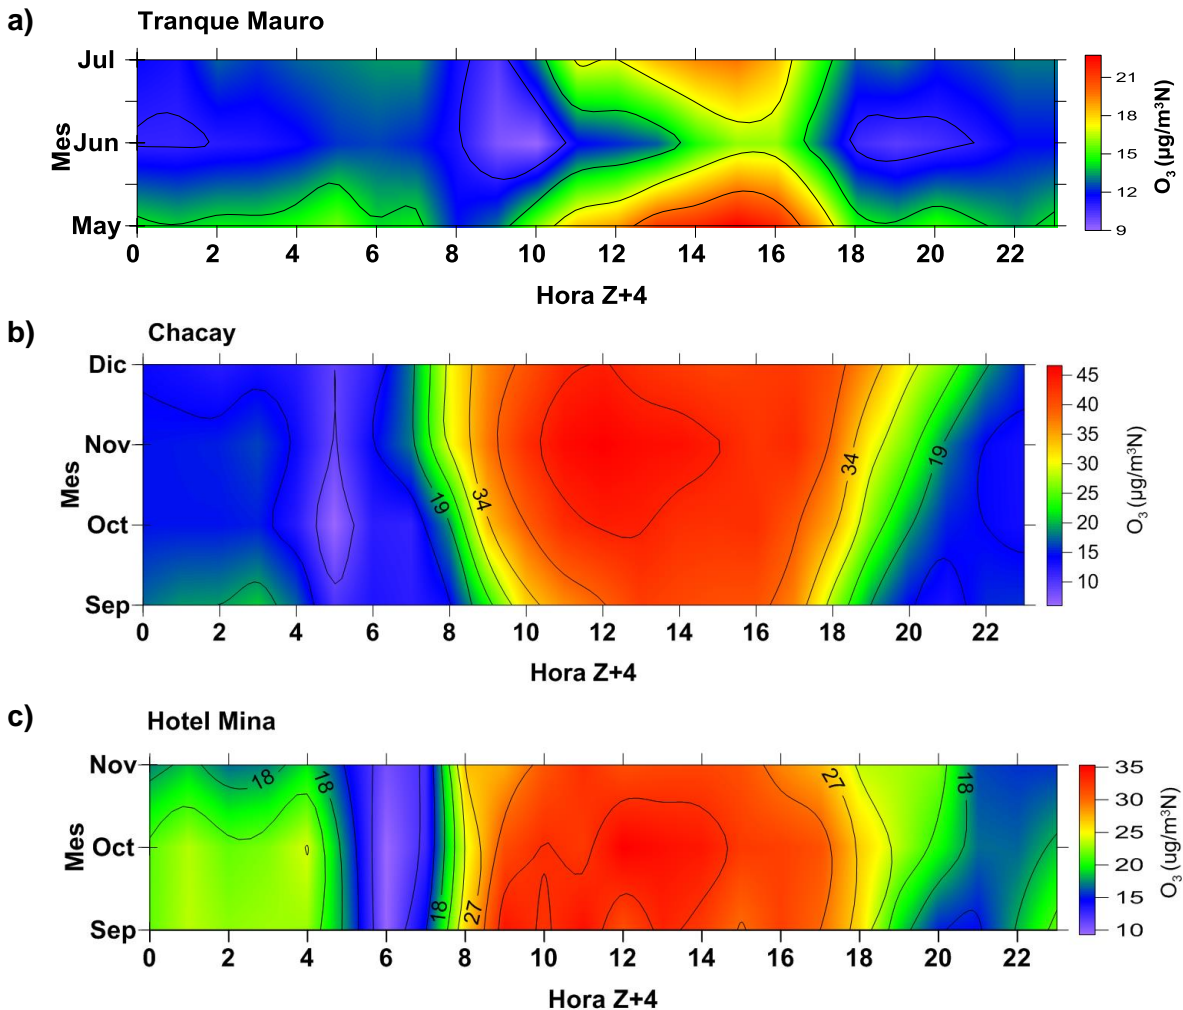 a)
Tranque Mauro
Jul
Jun
May
Mes
0 2 4 6 8 10 12 14 16 18 20 22
Hora Z+4
21
18
15
12
9
O₃ (µg/m³N)
b)
Chacay
Dic
Nov
Oct
Sep
Mes
19
34
34
19
0 2 4 6 8 10 12 14 16 18 20 22
Hora Z+4
45
40
35
30
25
20
15
10
O₃ (µg/m³N)
c)
Hotel Mina
Nov
Oct
Sep
Mes
18
18
27
18
18
27
0 2 4 6 8 10 12 14 16 18 20 22
Hora Z+4
35
30
25
20
15
10
O₃ (ug/m³N)